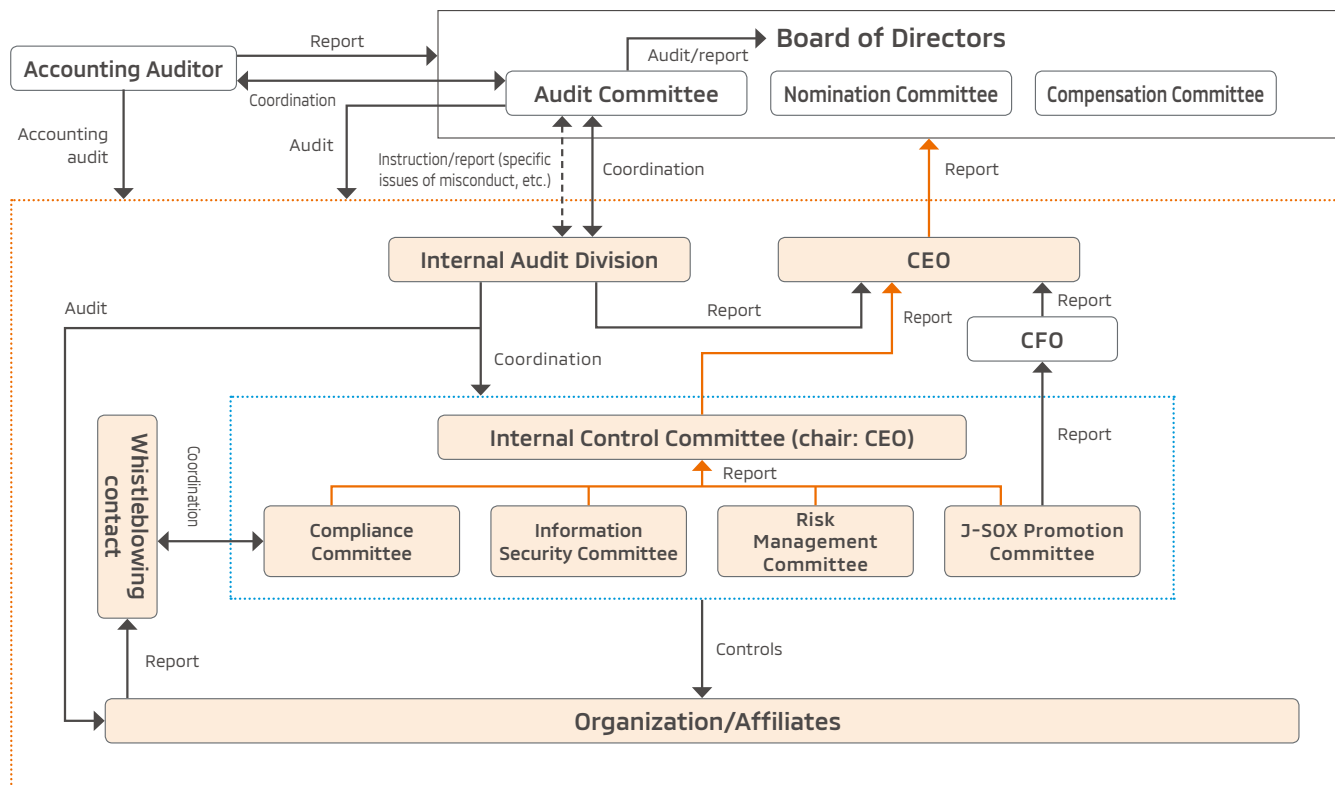 Report
Board of Directors
Audit/report
Accounting Auditor
Coordination
Audit Committee
Nomination Committee
Compensation Committee
Accounting
audit
Audit
Instruction/report (specific
issues of misconduct, etc.)
Coordination
Report
Internal Audit Division
CEO
Audit
Report
Report
Report
CFO
Coordination
Internal Control Committee (chair: CEO)
Report
Report
Whistleblowing
contact
Coordination
Compliance
Committee
Information
Security Committee
Risk
Management
Committee
J-SOX Promotion
Committee
Report
Controls
Organization/Affiliates